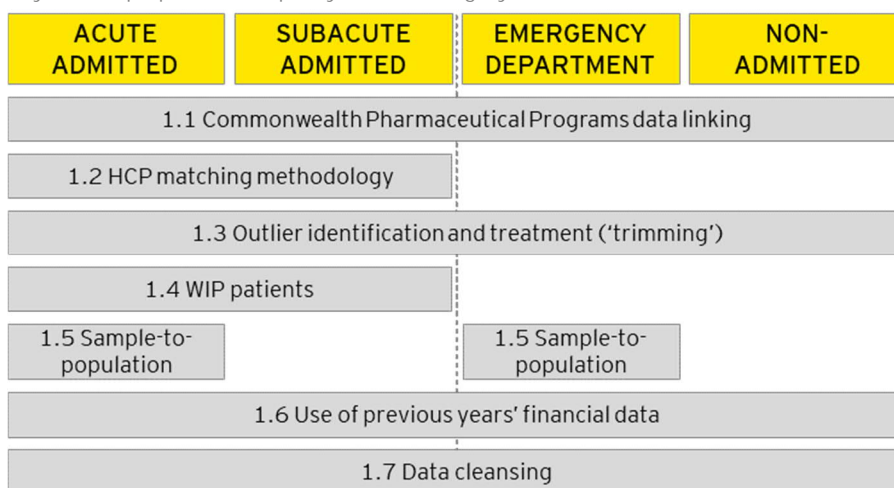 ACUTE ADMITTED
SUBACUTE ADMITTED
EMERGENCY DEPARTMENT
NON-ADMITTED
1.1 Commonwealth Pharmaceutical Programs data linking
1.2 HCP matching methodology
1.3 Outlier identification and treatment (‘trimming’)
1.4 WIP patients
1.5 Sample-to-
population
1.5 Sample-to-
population
1.6 Use of previous years’ financial data
1.7 Data cleansing